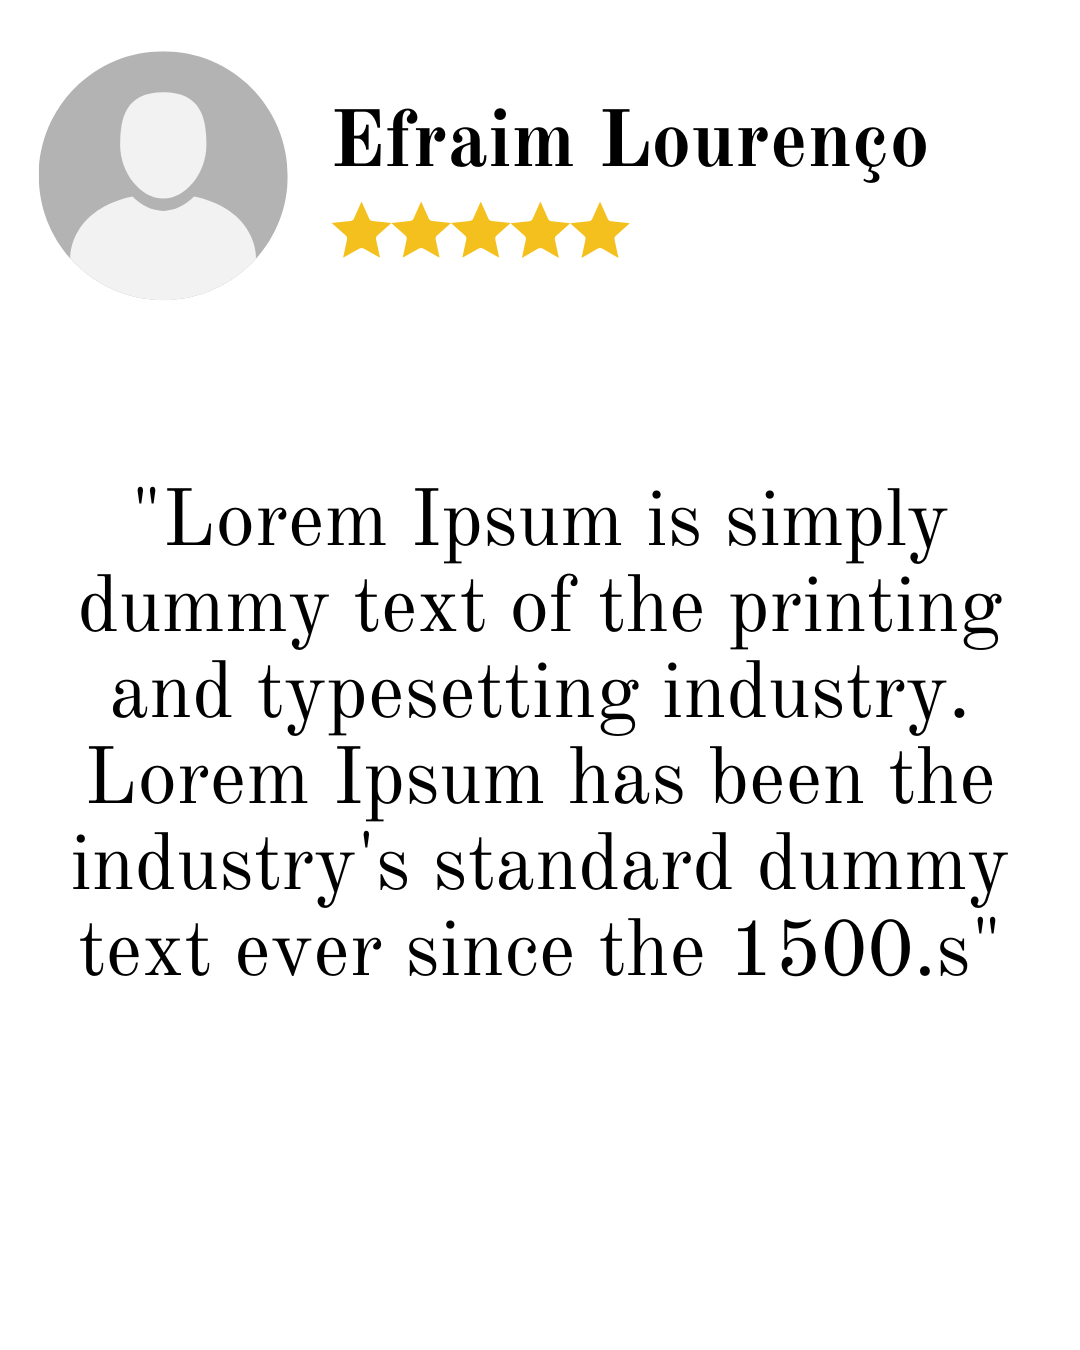 Efraim Lourenço
"Lorem Ipsum is simply
dummy text of the printing
and typesetting industry.
Lorem Ipsum has been the
industry's standard dummy
text ever since the 1500.s"